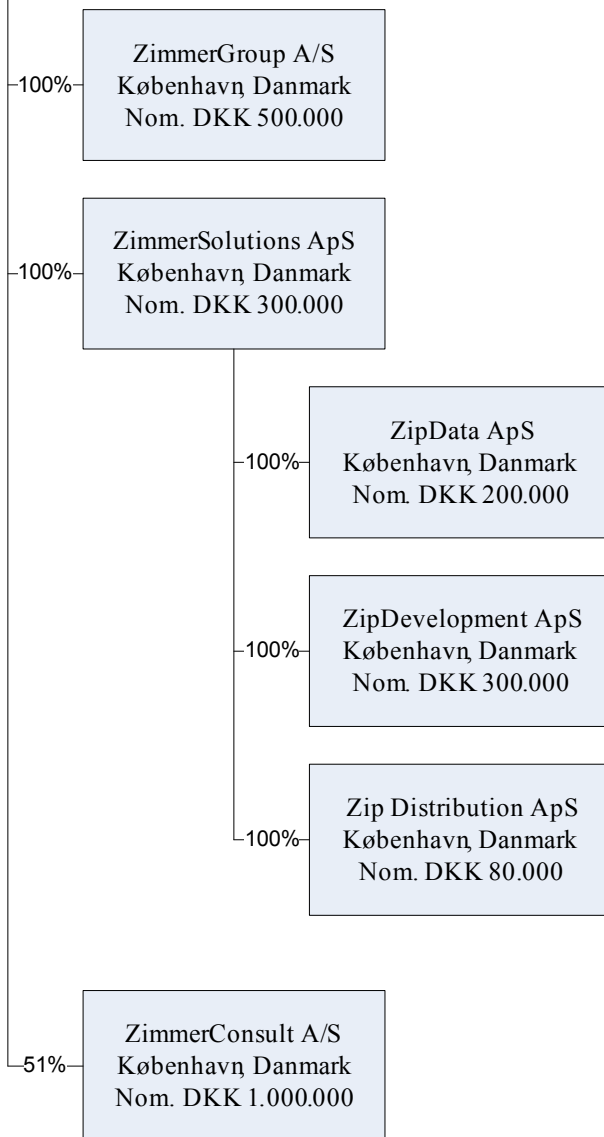 100%
ZimmerGroup A/S
København, Danmark
Nom. DKK 500.000
100%
ZimmerSolutions ApS
København, Danmark
Nom. DKK 300.000
100%
ZipData ApS
København, Danmark
Nom. DKK 200.000
100%
ZipDevelopment ApS
København, Danmark
Nom. DKK 300.000
100%
Zip Distribution ApS
København, Danmark
Nom. DKK 80.000
51%
ZimmerConsult A/S
København, Danmark
Nom. DKK 1.000.000